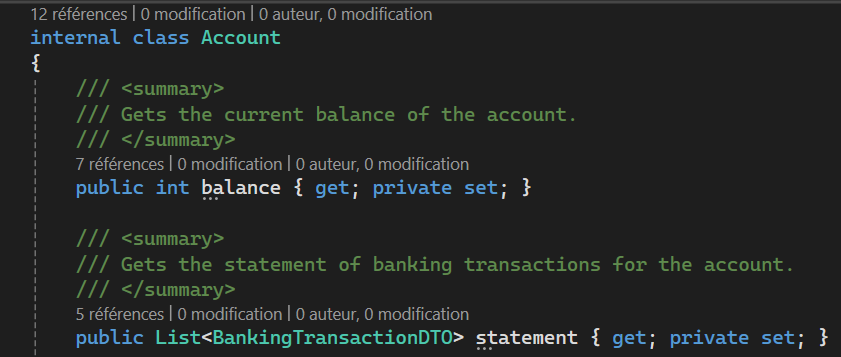 12 références | 0 modification | 0 auteur, 0 modification
internal class Account
{
/// <summary>
/// Gets the current balance of the account.
/// </summary>
7 références | 0 modification | 0 auteur, 0 modification
public int balance { get; private set; }
/// <summary>
/// Gets the statement of banking transactions for the account.
/// </summary>
5 références | 0 modification | 0 auteur, 0 modification
public List<BankingTransactionDTO> statement { get; private set; }